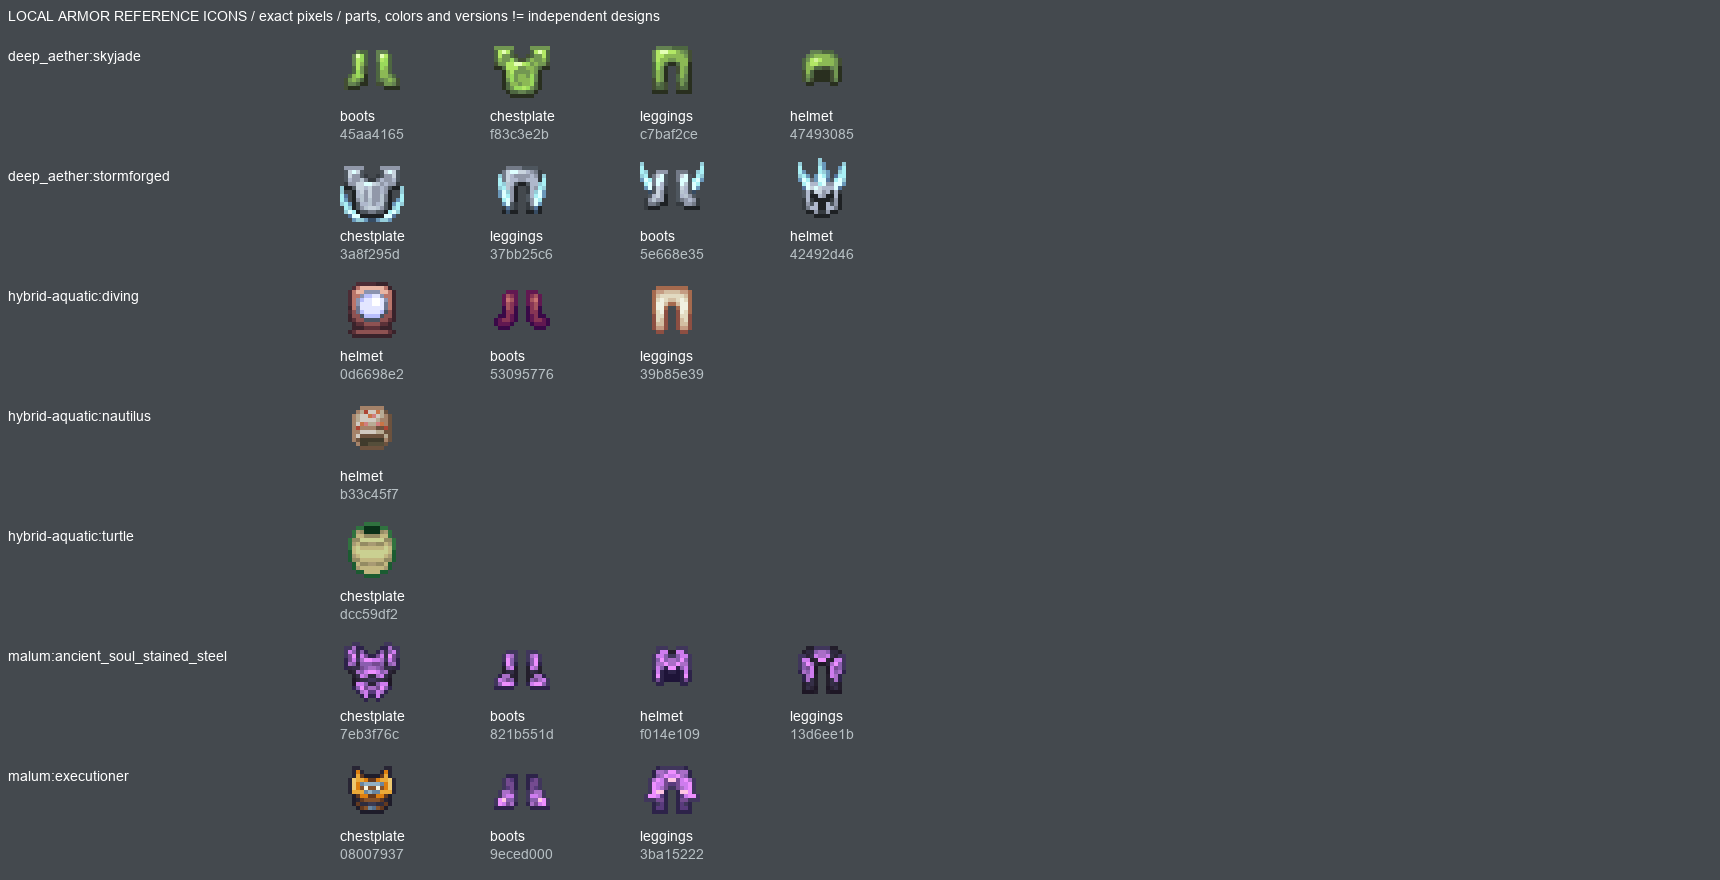 LOCAL ARMOR REFERENCE ICONS / exact pixels / parts, colors and versions != independent designs
deep_aether:skyjade
boots chestplate leggings helmet
45aa4165 f83c3e2b c7baf2ce 47493085
deep_aether:stormforged
chestplate leggings boots helmet
3a8f295d 37bb25c6 5e668e35 42492d46
hybrid-aquatic:diving
helmet boots leggings
0d6698e2 53095776 39b85e39
hybrid-aquatic:nautilus
helmet
b33c45f7
hybrid-aquatic:turtle
chestplate
dcc59df2
malum:ancient_soul_stained_steel
chestplate boots helmet leggings
7eb3f76c 821b551d f014e109 13d6ee1b
malum:executioner
chestplate boots leggings
08007937 9eced000 3ba15222